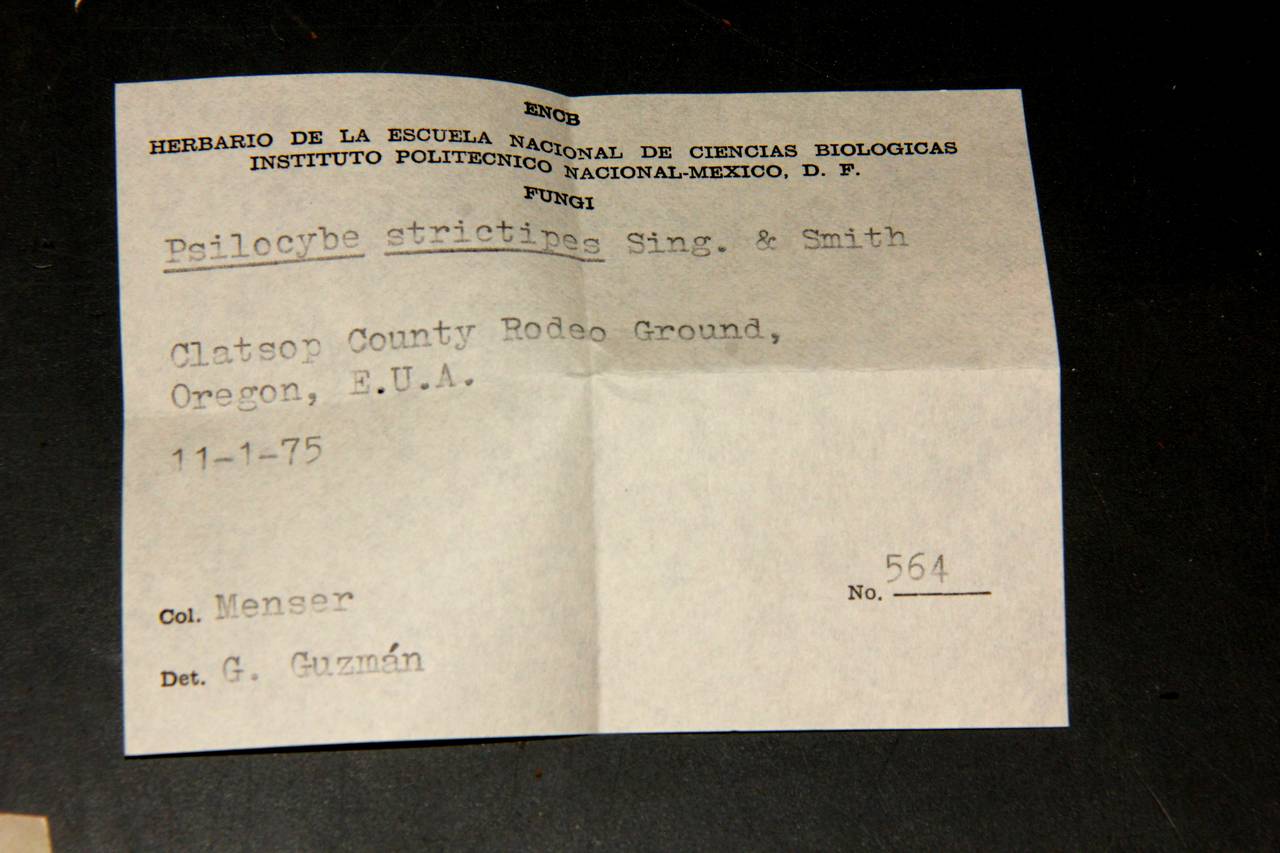 ENCB
HERBARIO DE LA ESCUELA NACIONAL DE CIENCIAS BIOLOGICAS
INSTITUTO POLITECNICO NACIONAL-MEXICO, D. F.
FUNGI
Psilocybe strictipes Sing. & Smith
Clatsop County Rodeo Ground,
Oregon, E.U.A.
11-1-75
No. 564
Col. Menser
Det. G. Guzmán